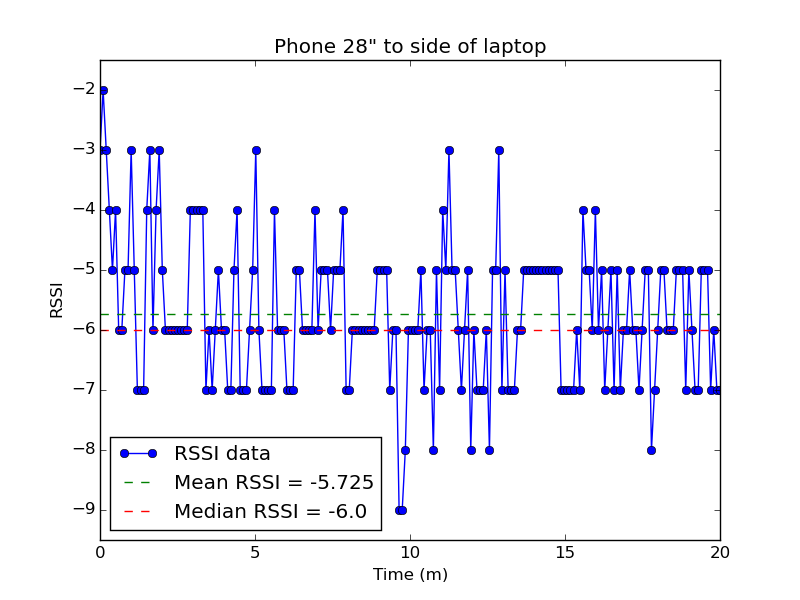 Phone 28" to side of laptop
RSSI
−2
−3
−4
−5
−6
−7
−8
−9
RSSI data
Mean RSSI = -5.725
Median RSSI = -6.0
0 5 10 15 20
Time (m)